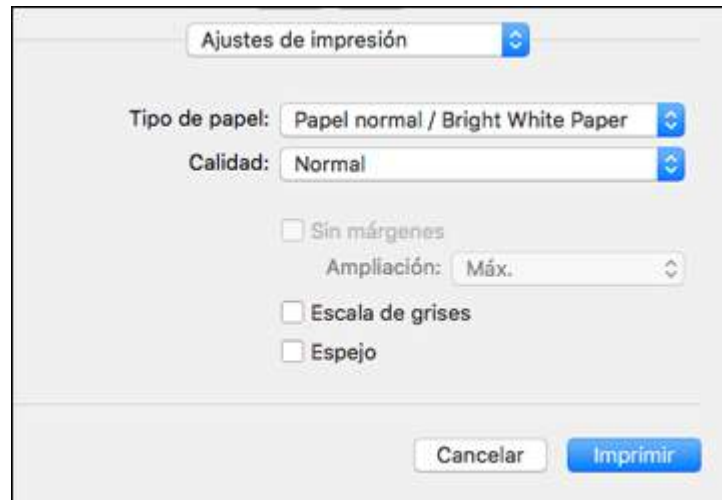 Ajustes de impresión
Tipo de papel: Papel normal / Bright White Paper
Calidad: Normal
Sin márgenes
Ampliación: Máx.
Escala de grises
Espejo
Cancelar Imprimir